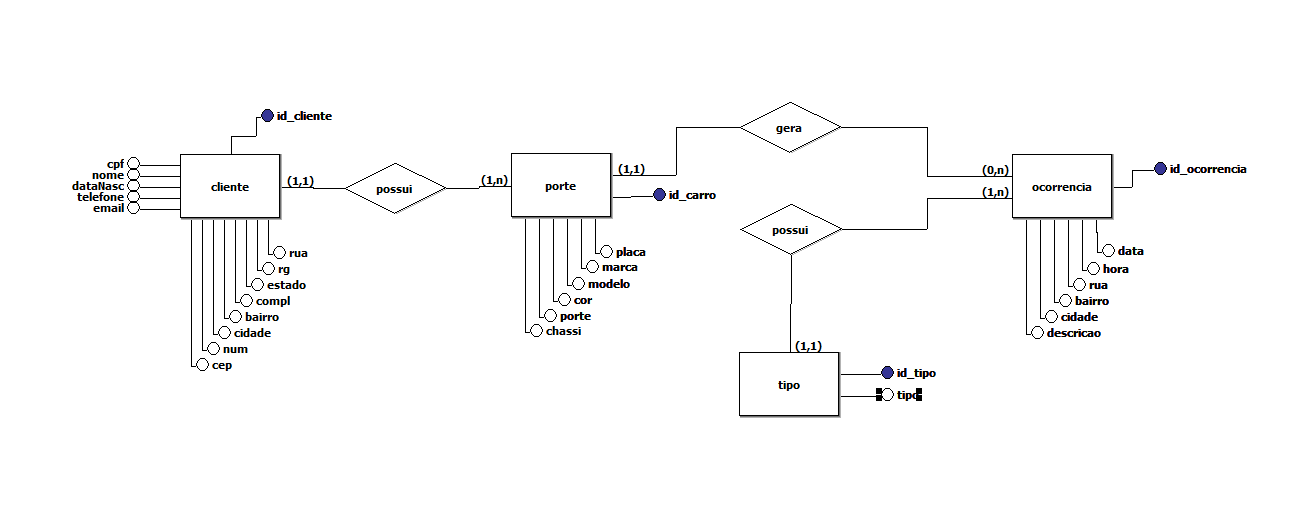 id_cliente
cpf
nome
dataNasc
telefone
email
cliente
(1,1)
possui
(1,n)
porte
(1,1)
id_carro
gera
(0,n)
(1,n)
ocorrencia
id_ocorrencia
possui
rua
rg
estado
compl
bairro
cidade
num
cep
placa
marca
modelo
cor
porte
chassi
data
hora
rua
bairro
cidade
descricao
(1,1)
tipo
id_tipo
tipo